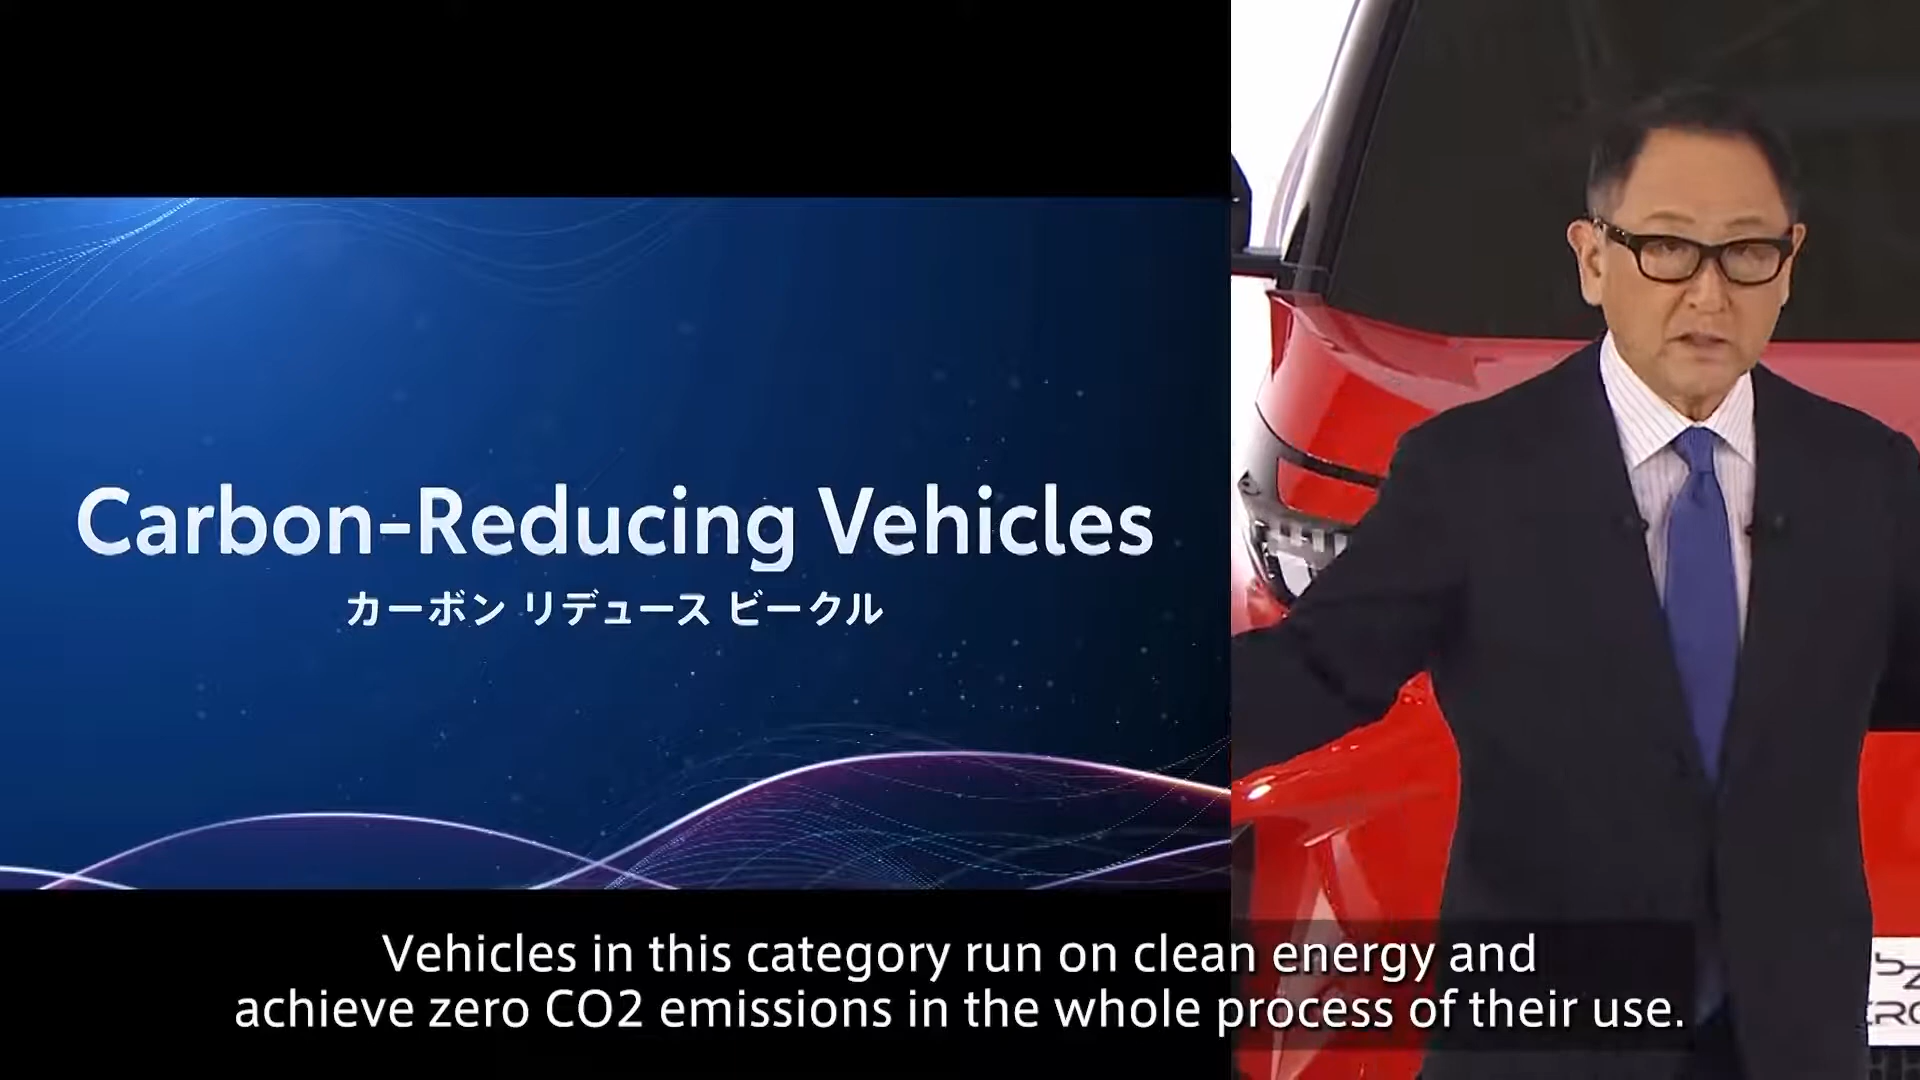 Carbon-Reducing Vehicles
カーボン リデュース ビークル
Vehicles in this category run on clean energy and
achieve zero CO2 emissions in the whole process of their use.